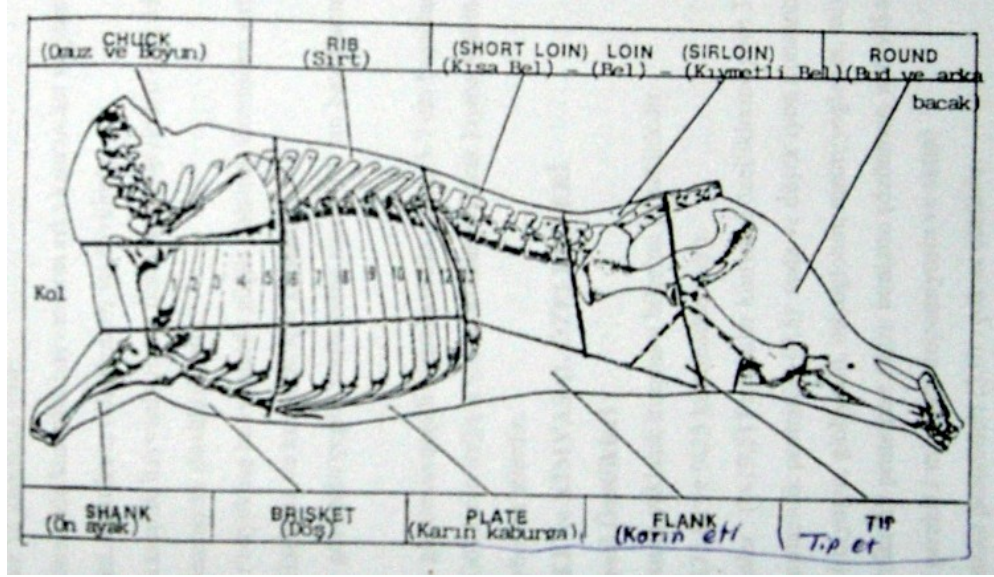 CHUCK
(Omuz ve Boyun)
RIB
(Sırt)
(SHORT LOIN) LOIN (SIRLOIN)
(Kısa Bel) - (Bel) - (Kıymetli Bel)
ROUND
(Bud ve arka
bacak)
Kol
2 3 4 5 6 7 8 9 10 11 12 13
SHANK
(Ön ayak)
BRISKET
(Döş)
PLATE
(Karın kaburga)
FLANK
(Karın eti
TIP
Tıp et